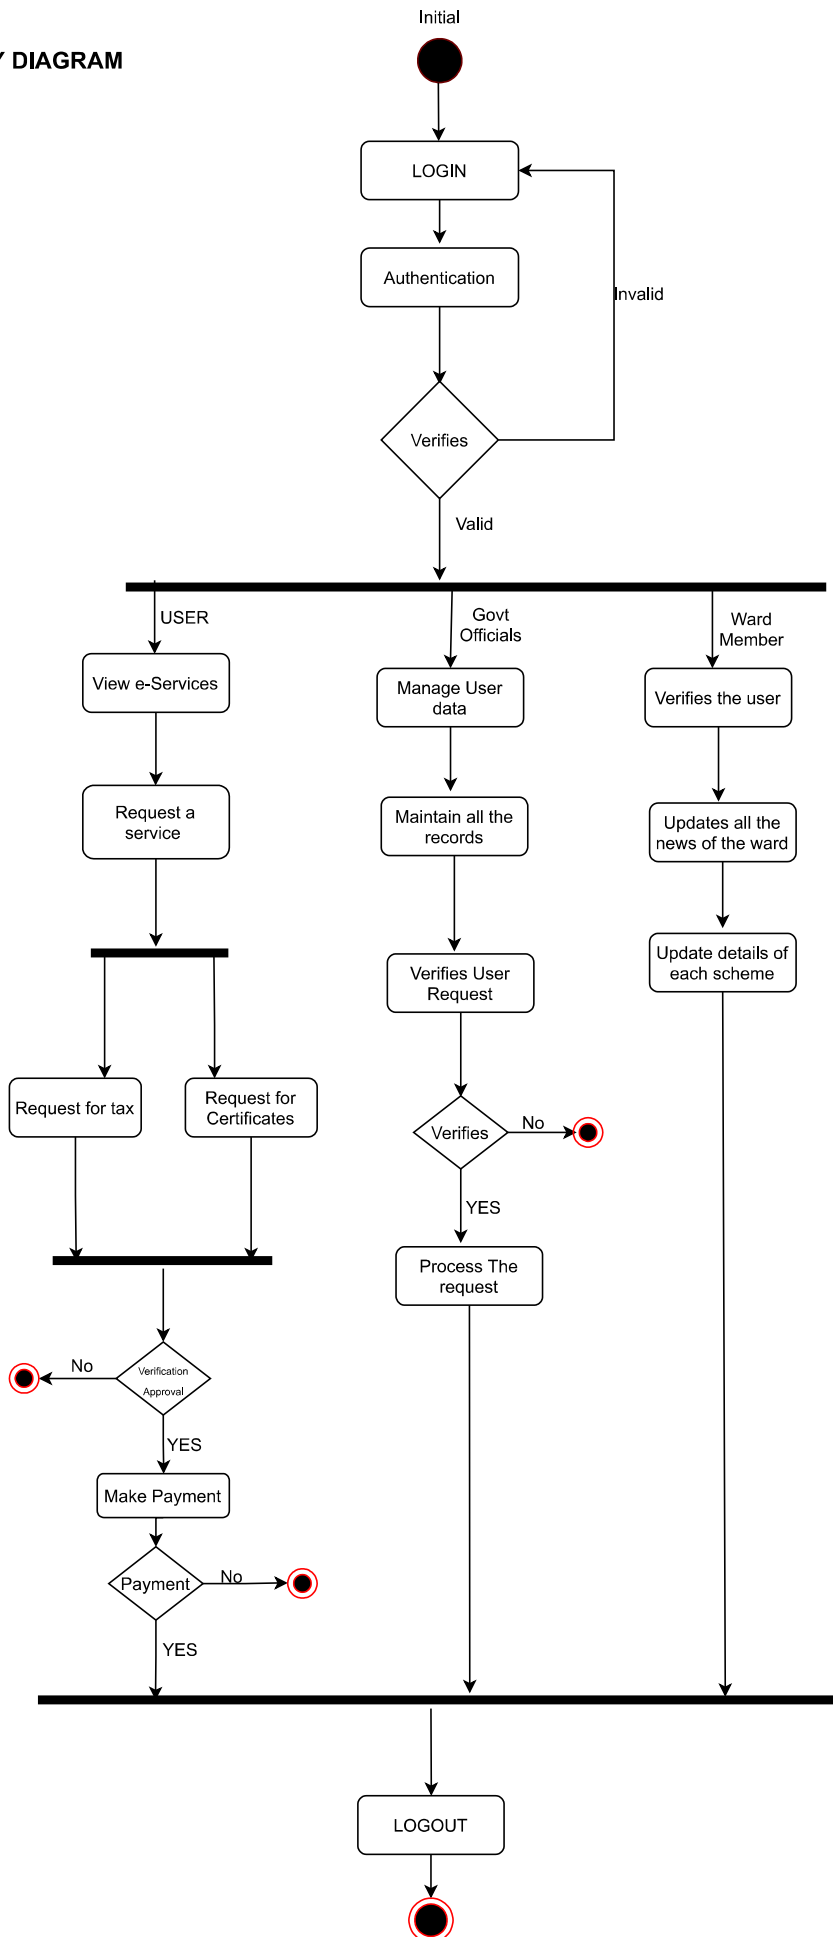 Initial
Y DIAGRAM
LOGIN
Authentication
Invalid
Verifies
Valid
USER
Govt
Officials
Ward
Member
View e-Services
Manage User
data
Verifies the user
Request a
service
Maintain all the
records
Updates all the
news of the ward
Verifies User
Request
Update details of
each scheme
Request for tax
Request for
Certificates
Verifies
No
YES
Process The
request
No
Verification
Approval
YES
Make Payment
Payment
No
YES
LOGOUT